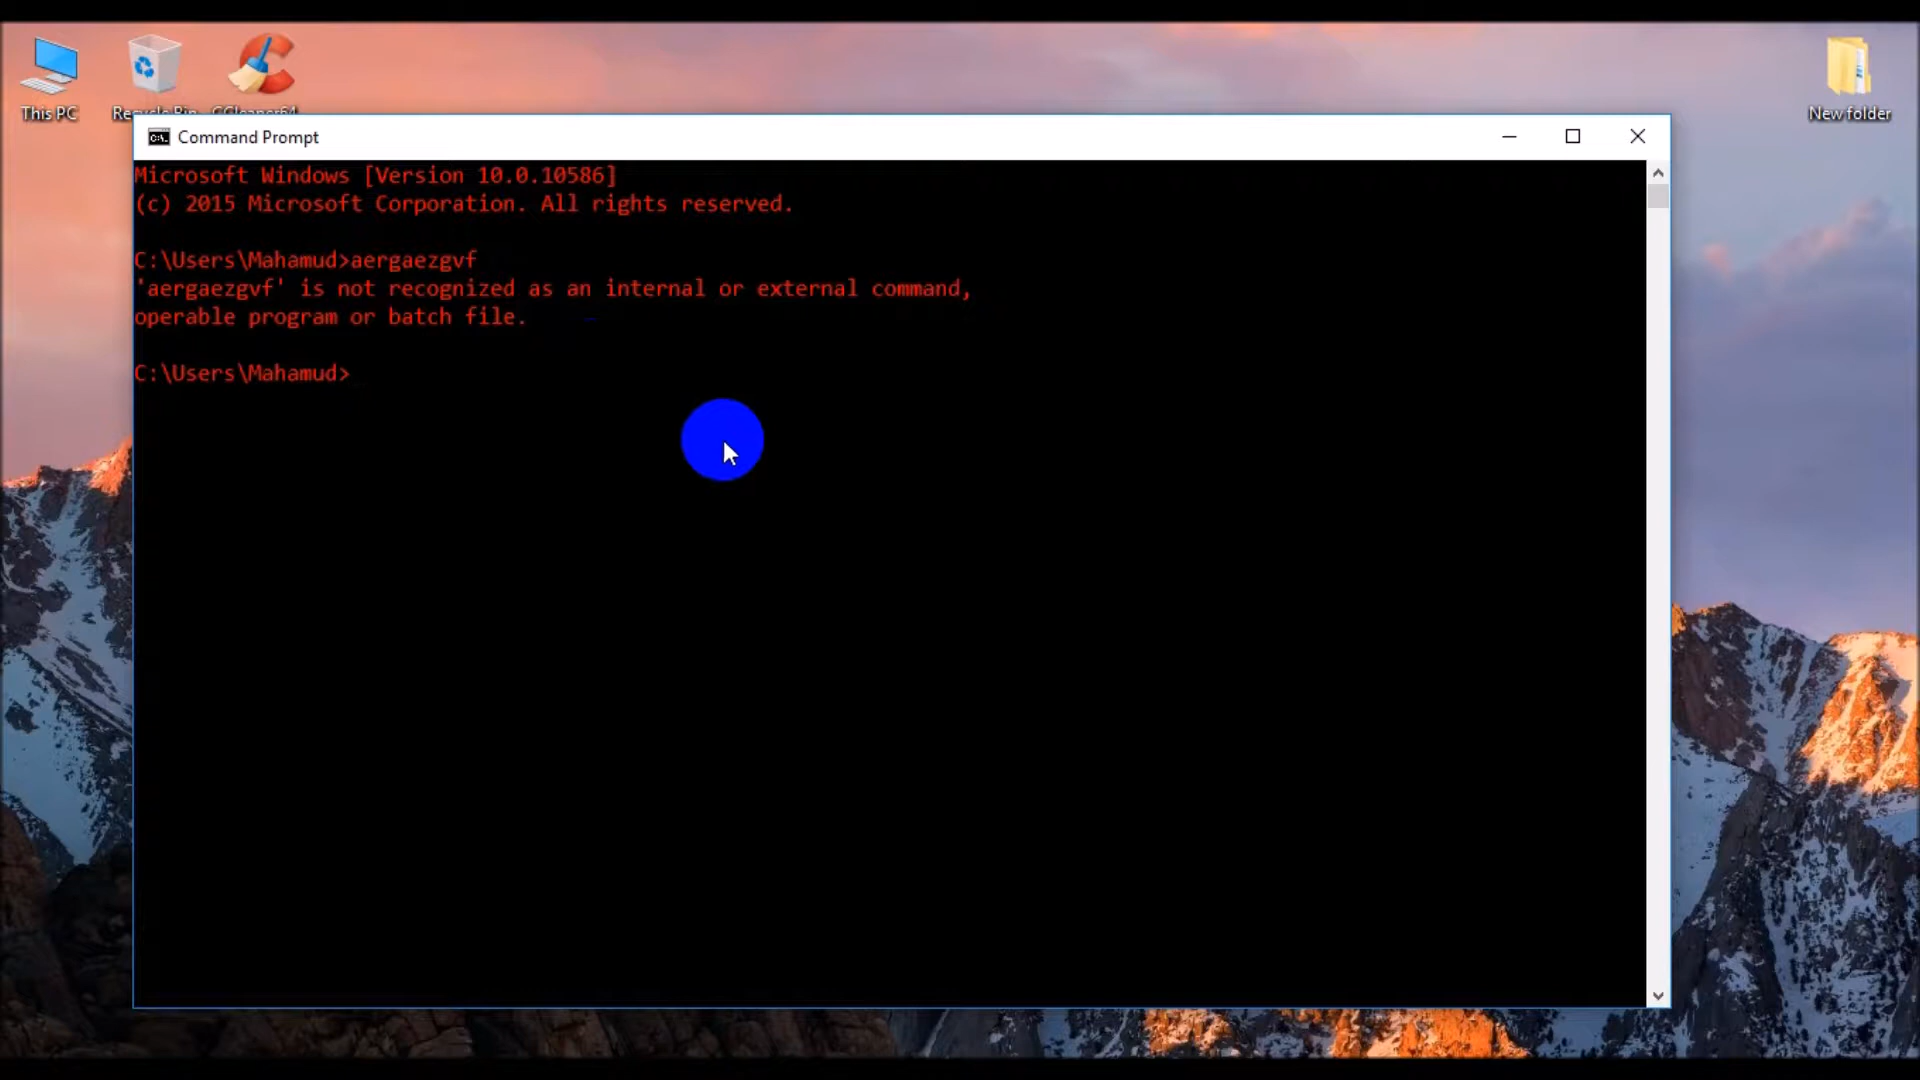 This PC
Recycle Bin
CCleaner64
New folder
Command Prompt
Microsoft Windows [Version 10.0.10586]
(c) 2015 Microsoft Corporation. All rights reserved.
C:\Users\Mahamud>aergaezgvf
'aergaezgvf' is not recognized as an internal or external command,
operable program or batch file.
C:\Users\Mahamud>